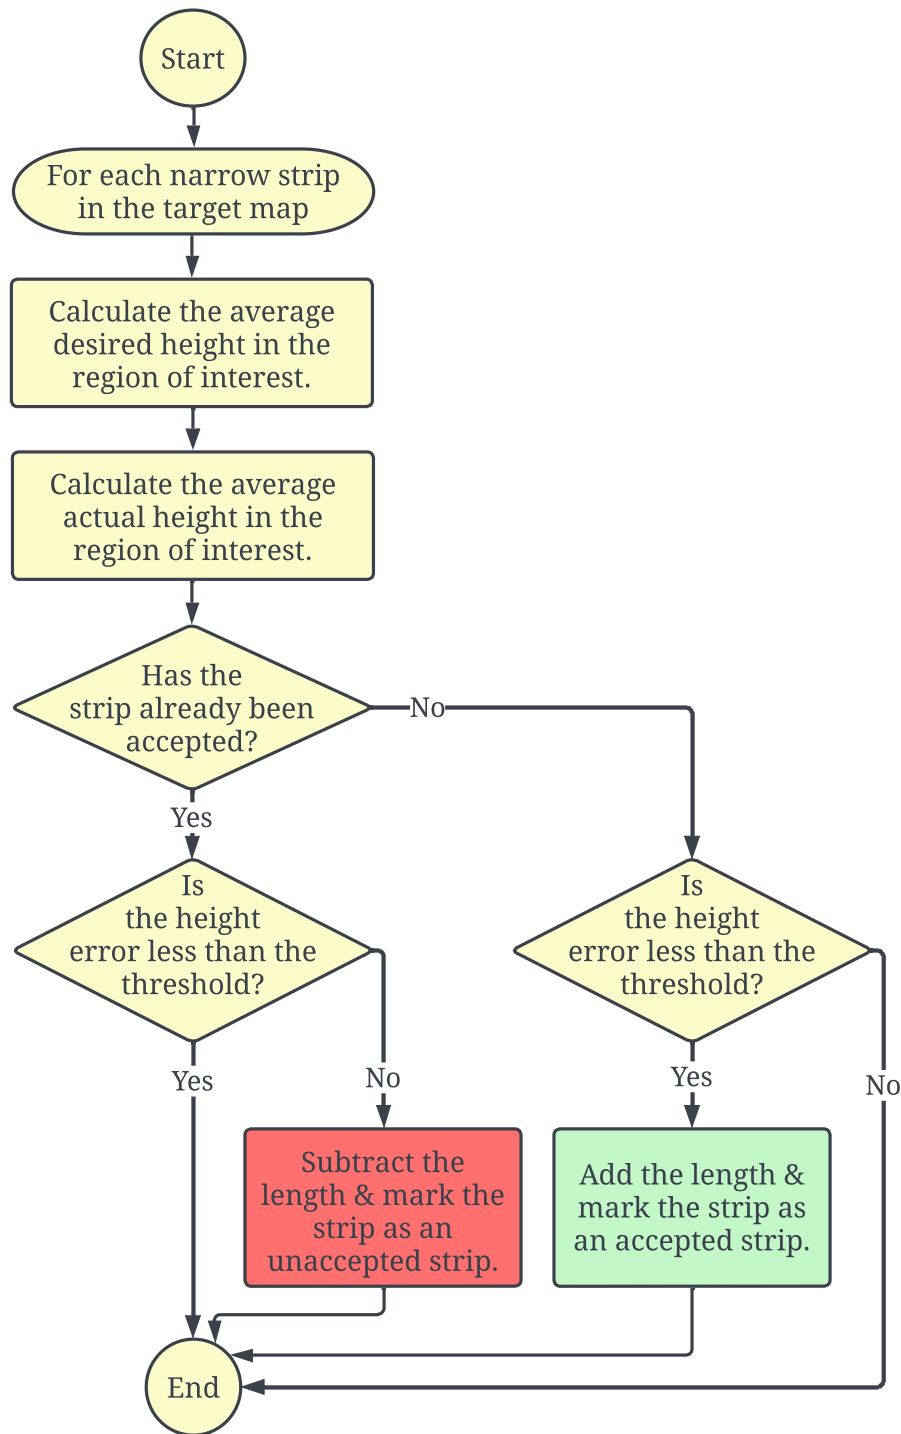 Start
For each narrow strip
in the target map
Calculate the average
desired height in the
region of interest.
Calculate the average
actual height in the
region of interest.
Has the
strip already been
accepted?
No
Yes
Is
the height
error less than the
threshold?
Is
the height
error less than the
threshold?
Yes
No
Yes
No
Subtract the
length & mark the
strip as an
unaccepted strip.
Add the length &
mark the strip as
an accepted strip.
End